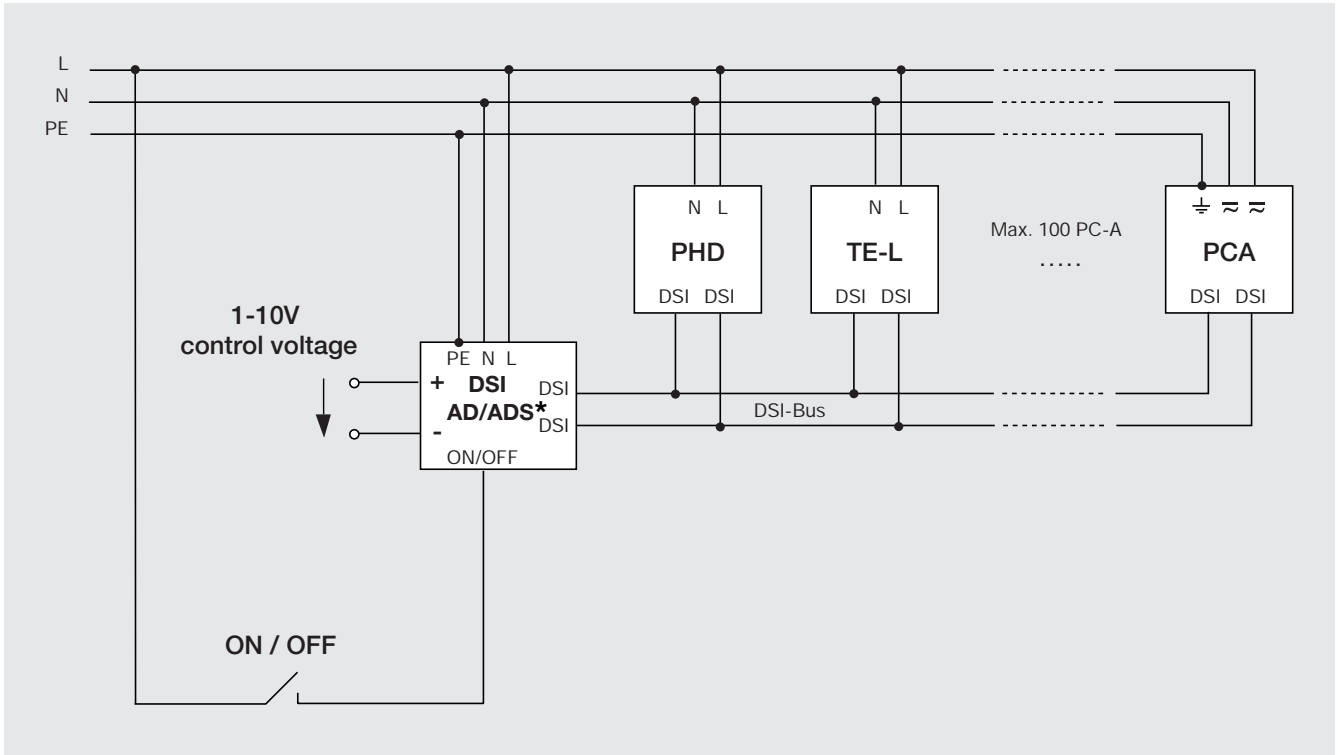 L
N
PE
N L
PHD
DSI DSI
N L
TE-L
DSI DSI
Max. 100 PC-A
.....
PCA
DSI DSI
1-10V
control voltage
PE N L
+ DSI DSI
AD/ADS* DSI
-
ON/OFF
DSI-Bus
ON / OFF